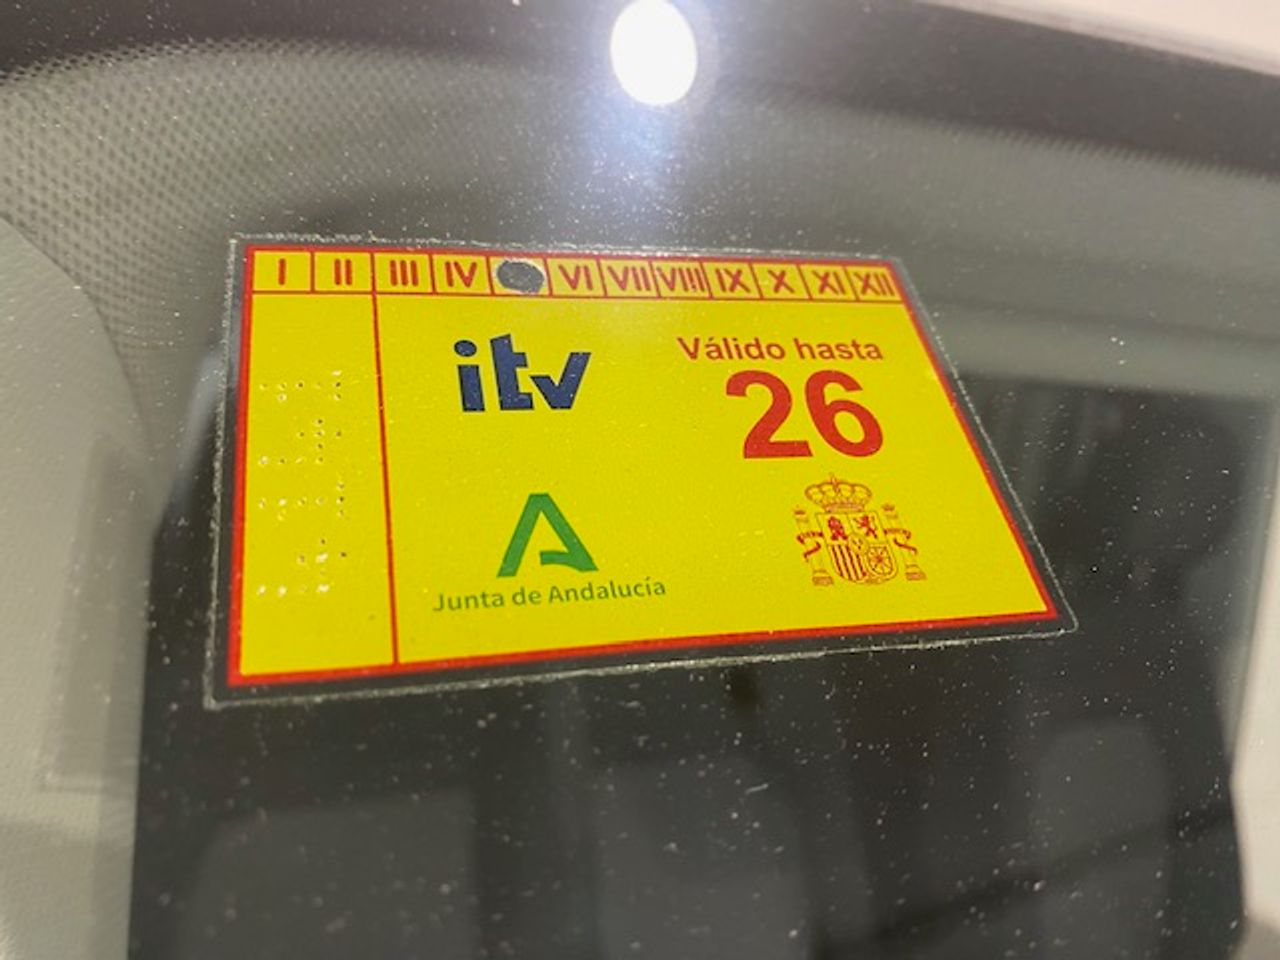 I II III IV VI VII VIII IX X XI XII
itv
Válido hasta
26
Junta de Andalucía